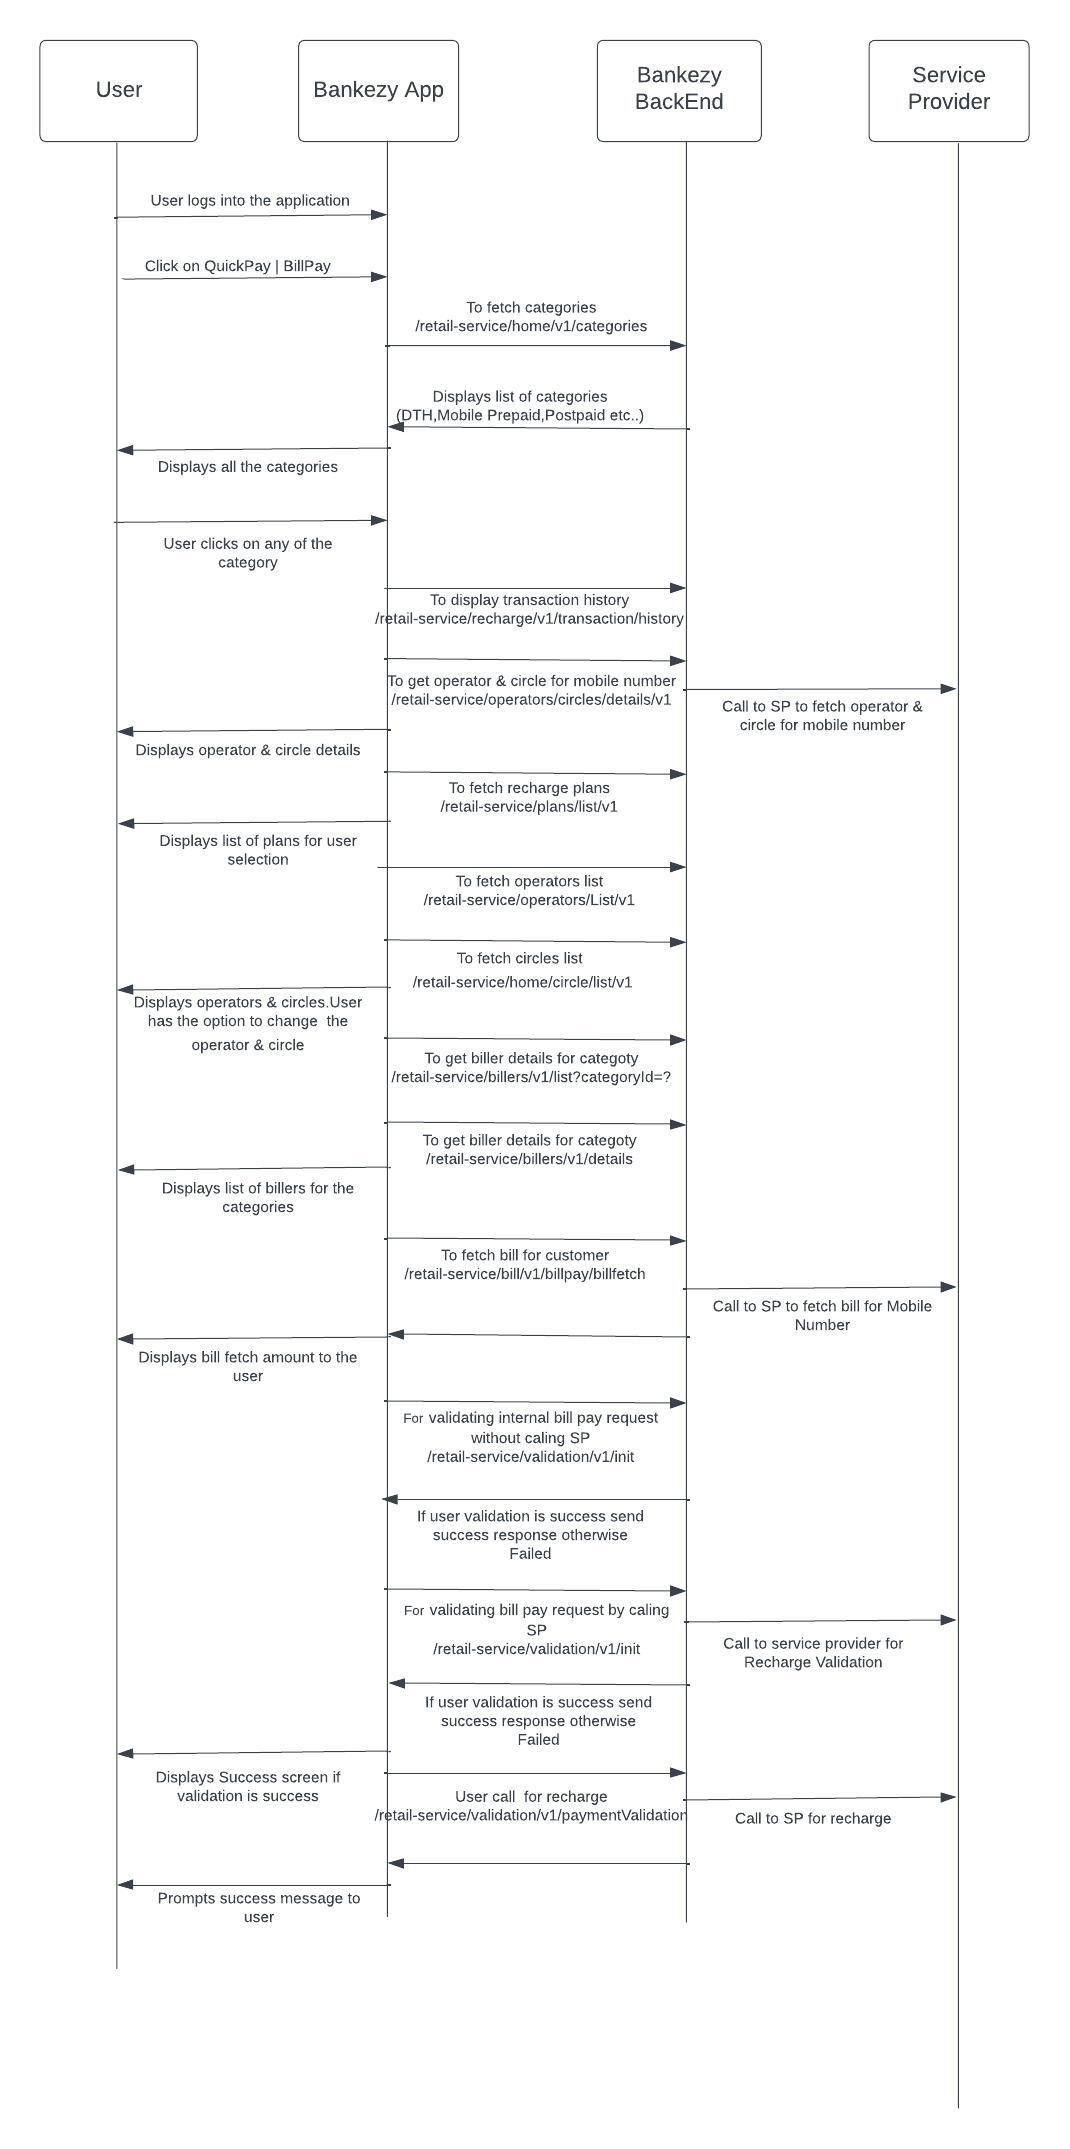 User
Bankezy App
Bankezy
BackEnd
Service
Provider
User logs into the application
Click on QuickPay | BillPay
To fetch categories
/retail-service/home/v1/categories
Displays list of categories
(DTH,Mobile Prepaid,Postpaid etc..)
Displays all the categories
User clicks on any of the
category
To display transaction history
/retail-service/recharge/v1/transaction/history
To get operator & circle for mobile number
/retail-service/operators/circles/details/v1
Call to SP to fetch operator &
circle for mobile number
Displays operator & circle details
To fetch recharge plans
/retail-service/plans/list/v1
Displays list of plans for user
selection
To fetch operators list
/retail-service/operators/List/v1
To fetch circles list
/retail-service/home/circle/list/v1
Displays operators & circles.User
has the option to change  the
operator & circle
To get biller details for categoty
/retail-service/billers/v1/list?categoryId=?
To get biller details for categoty
/retail-service/billers/v1/details
Displays list of billers for the
categories
To fetch bill for customer
/retail-service/bill/v1/billpay/billfetch
Call to SP to fetch bill for Mobile
Number
Displays bill fetch amount to the
user
For validating internal bill pay request
without caling SP
/retail-service/validation/v1/init
If user validation is success send
success response otherwise
Failed
For validating bill pay request by caling
SP
/retail-service/validation/v1/init
Call to service provider for
Recharge Validation
If user validation is success send
success response otherwise
Failed
Displays Success screen if
validation is success
User call  for recharge
/retail-service/validation/v1/paymentValidation
Call to SP for recharge
Prompts success message to
user